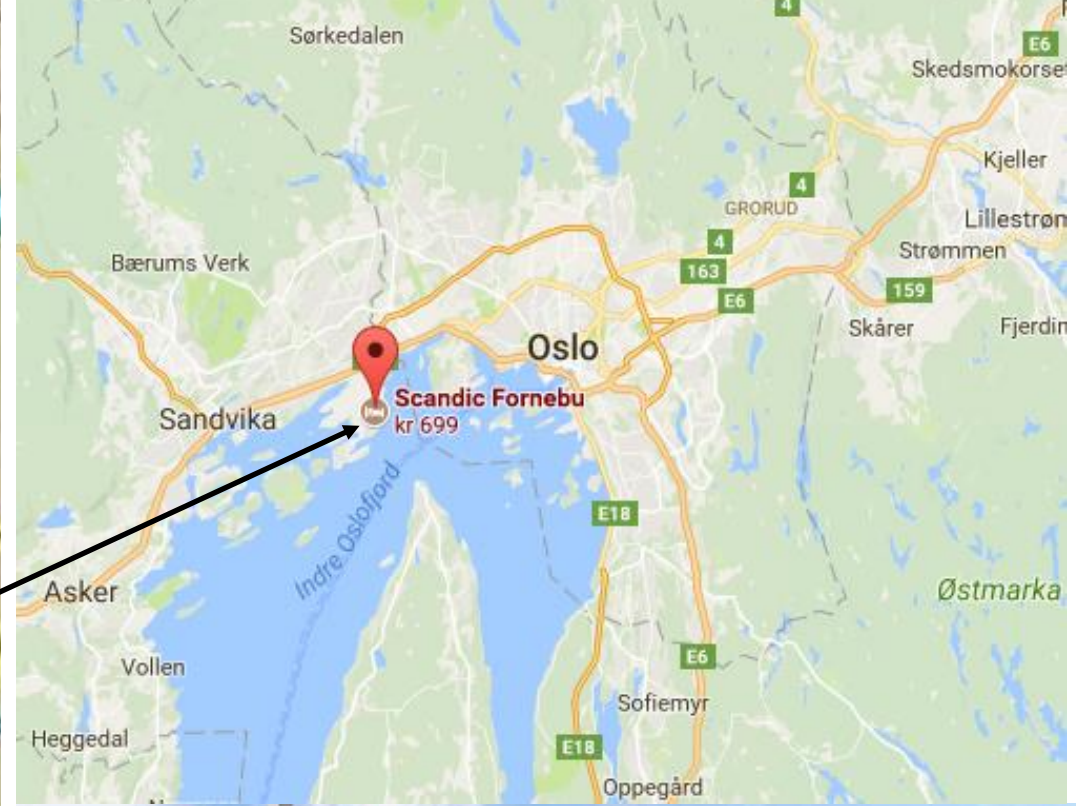 4
Sørkedalen
E6
Skedsmokorset
Kjeller
4
GRORUD
Lillestrøm
4
Strømmen
Bærums Verk
163
E6
159
Skårer
Oslo
Scandic Fornebu
kr 699
Sandvika
Indre Oslofjord
E18
Asker
Østmarka
Vollen
E6
Sofiemyr
Heggedal
E18
Oppegård